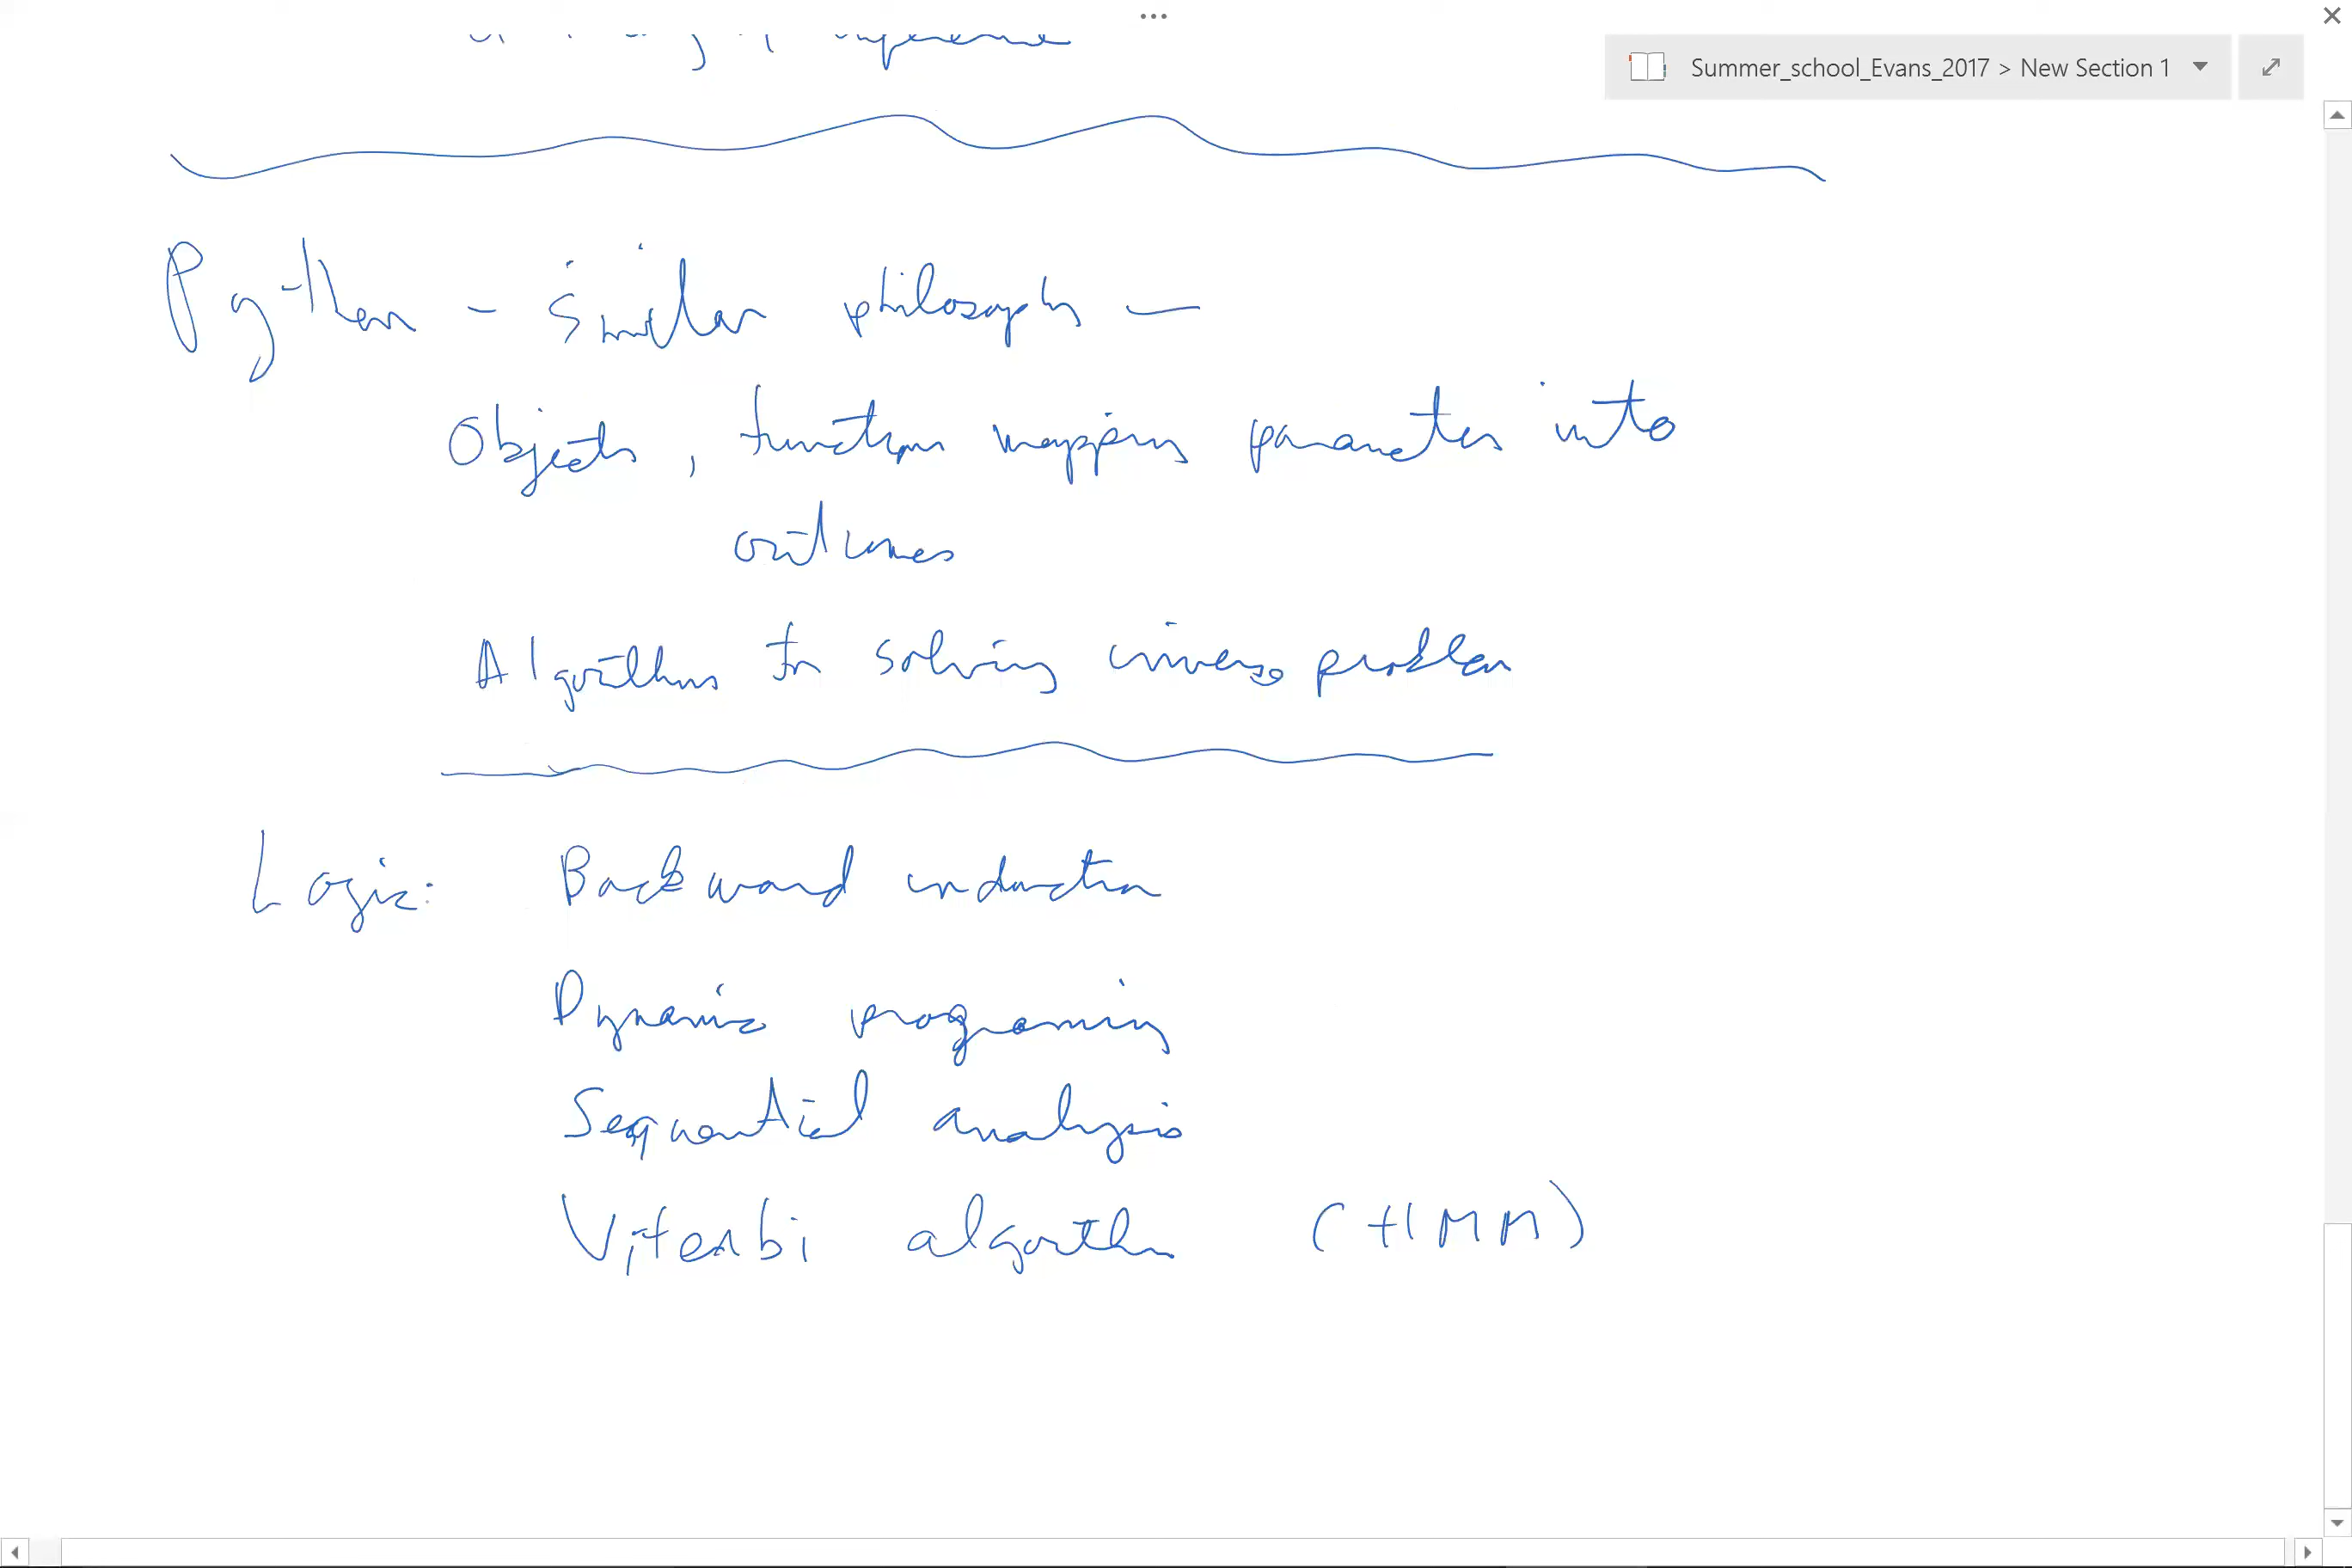 Summer_school_Evans_2017 > New Section 1
Python - Similar philosophy —
Objects, function mapping parameters into
outcomes
Algorithms for solving inverse problem
Logic: Backward induction
Dynamic programming
Sequential analysis
Viterbi algorithm (HMM)